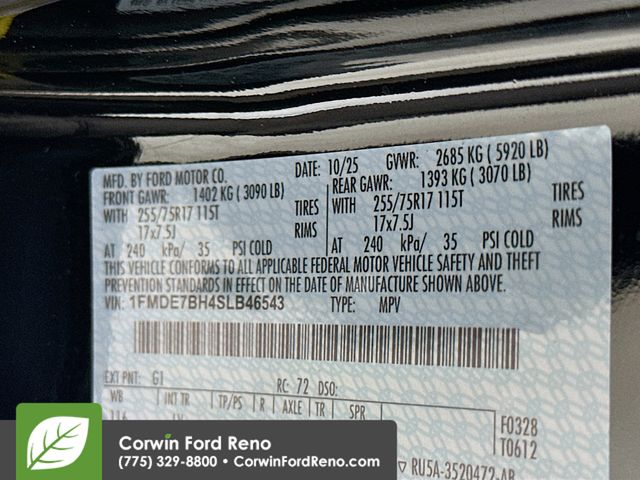 MFD. BY FORD MOTOR CO.
DATE: 10/25 GVWR: 2685 KG ( 5920 LB)
FRONT GAWR: 1402 KG ( 3090 LB)
REAR GAWR: 1393 KG ( 3070 LB)
WITH 255/75R17 115T TIRES
17x7.5J RIMS
AT 240 kPa/ 35 PSI COLD
WITH 255/75R17 115T TIRES
17x7.5J RIMS
AT 240 kPa/ 35 PSI COLD
THIS VEHICLE CONFORMS TO ALL APPLICABLE FEDERAL MOTOR VEHICLE SAFETY AND THEFT
PREVENTION STANDARDS IN EFFECT ON THE DATE OF MANUFACTURE SHOWN ABOVE.
VIN: 1FMDE7BH4SLB46543 TYPE: MPV
EXT PNT: G1 RC: 72 DSO:
WB INT TR TP/PS R AXLE TR SPR
116
F0328
T0612
RU5A-3520472-AB
Corwin Ford Reno
(775) 329-8800 • CorwinFordReno.com